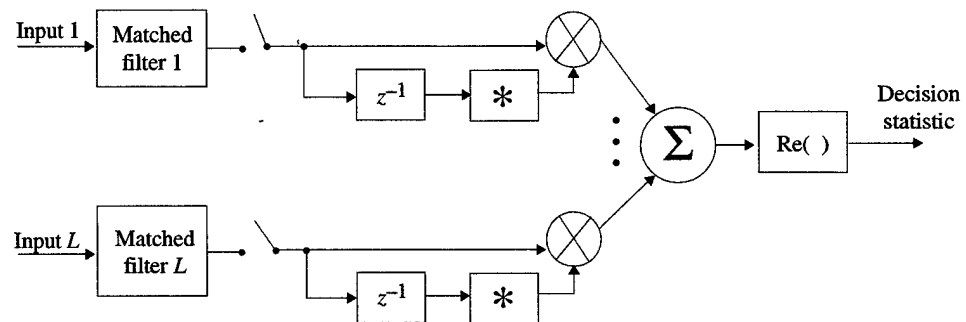 Input 1
Matched
filter 1
z⁻¹
*
Σ
Re( )
Decision
statistic
Input L
Matched
filter L
z⁻¹
*